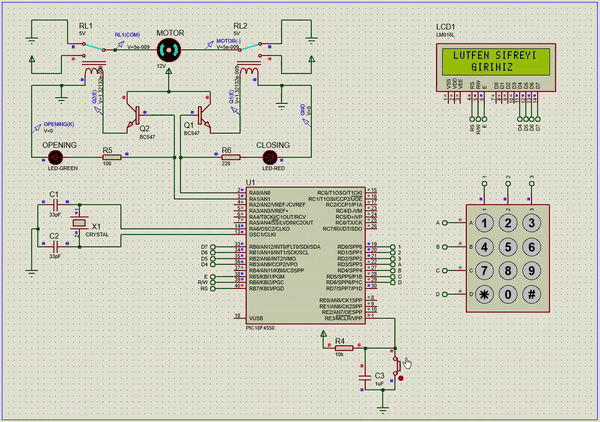 RL1
5V
RL1(COM)
V=5e-009
MOTOR
12V
MOTOR(-)
V=5e-009
RL2
5V
LCD1
LM016L
LUTFEN SIFREYI
GIRINIZ
VSS
VDD
VEE
RS
RW
E
D0
D1
D2
D3
D4
D5
D6
D7
RS
R/W
E
D4
D5
D6
D7
Q2
BC547
Q1
BC547
GND
V=0
OPENING(K)
V=0
OPENING
LED-GREEN
R5
100
R6
220
CLOSING
LED-RED
U1
C1
33pF
X1
CRYSTAL
C2
33pF
RA0/AN0
RA1/AN1
RA2/AN2/VREF-/CVREF
RA3/AN3/VREF+
RA6/OSC2/CLKO
OSC1/CLKI
RB0/AN12/INT0/FLT0/SDI/SDA
RB1/AN10/INT1/SCK/SCL
RB2/AN8/INT2/VMO
RB3/AN9/CCP2/VPO
RB4/AN11/KBI0/CSSPP
RB5/KBI1/PGM
RB6/KBI2/PGC
RB7/KBI3/PGD
D7
D6
D5
D4
E
R/W
RS
RC0/T1OSO/T1CKI
RC1/T1OSI/CCP2/UOE
RC2/CCP1/P1A
RC4/D-/VM
RC5/D+/VP
RC6/TX/CK
RC7/RX/DT/SDO
RD0/SPP0
RD1/SPP1
RD2/SPP2
RD3/SPP3
RD4/SPP4
RD5/SPP5/P1B
RD6/SPP6/P1C
RD7/SPP7/P1D
1
2
3
A
B
C
D
RE0/AN5/CK1SPP
RE1/AN6/CK2SPP
RE2/AN7/OESPP
RE3/MCLR/VPP
18
VUSB
PIC18F4550
R4
10k
C3
1uF
1
2
3
A
B
C
D
1 2 3
4 5 6
7 8 9
* 0 #